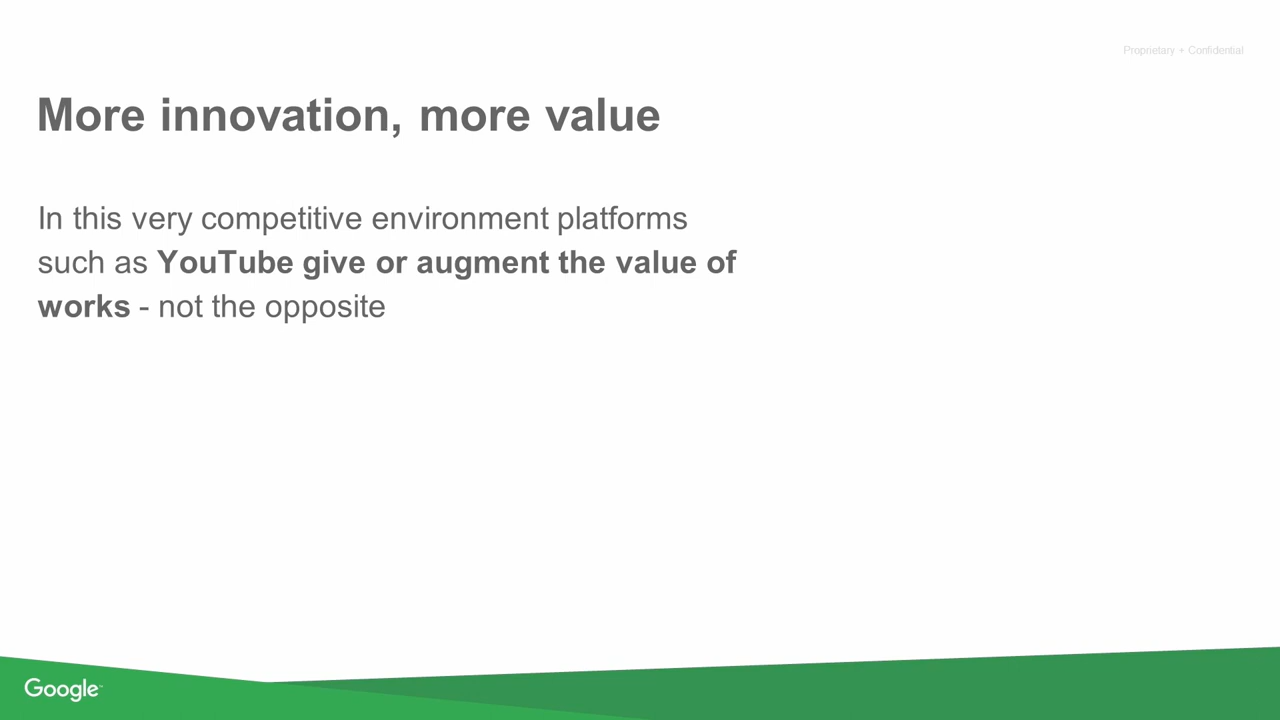 Proprietary + Confidential
More innovation, more value
In this very competitive environment platforms
such as YouTube give or augment the value of
works - not the opposite
Google